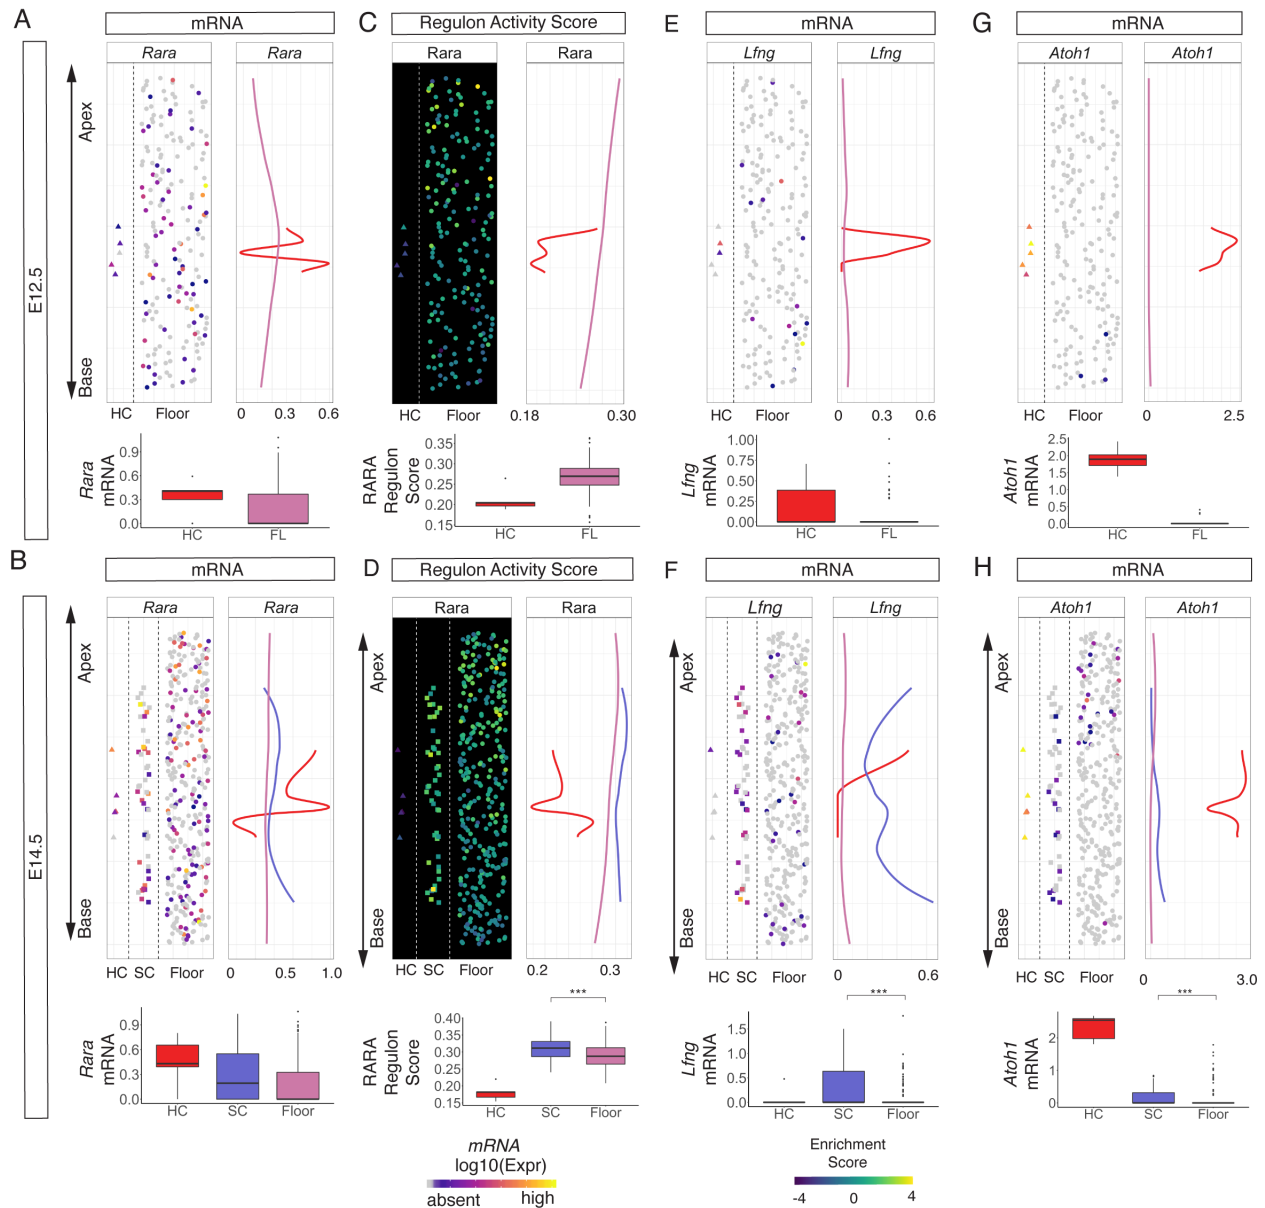 A
mRNA
Rara
Rara
Apex
Base
E12.5
HC
Floor
0
0.3
0.6
Rara
mRNA
0.9
0.6
0.3
0.0
HC
FL
C
Regulon Activity Score
Rara
Rara
HC
Floor
0.18
0.30
RARA
Regulon
Score
0.35
0.30
0.25
0.20
0.15
HC
FL
E
mRNA
Lfng
Lfng
HC
Floor
0
0.3
0.6
Lfng
mRNA
1.00
0.75
0.50
0.25
0.00
HC
FL
G
mRNA
Atoh1
Atoh1
HC
Floor
0
2.5
Atoh1
mRNA
2.5
2.0
1.5
1.0
0.5
0.0
HC
FL
B
mRNA
Rara
Rara
Apex
Base
E14.5
HC
SC
Floor
0
0.5
1.0
Rara
mRNA
0.9
0.6
0.3
0.0
HC
SC
Floor
D
Regulon Activity Score
Rara
Rara
Apex
Base
HC
SC
Floor
0.2
0.3
***
RARA
Regulon
Score
0.40
0.35
0.30
0.25
0.20
0.15
HC
SC
Floor
F
mRNA
Lfng
Lfng
Apex
Base
HC
SC
Floor
0
0.6
***
Lfng
mRNA
1.5
1.0
0.5
0.0
HC
SC
Floor
H
mRNA
Atoh1
Atoh1
Apex
Base
HC
SC
Floor
0
3.0
***
Atoh1
mRNA
2
1
0
HC
SC
Floor
mRNA
log10(Expr)
absent
high
Enrichment
Score
-4
0
4